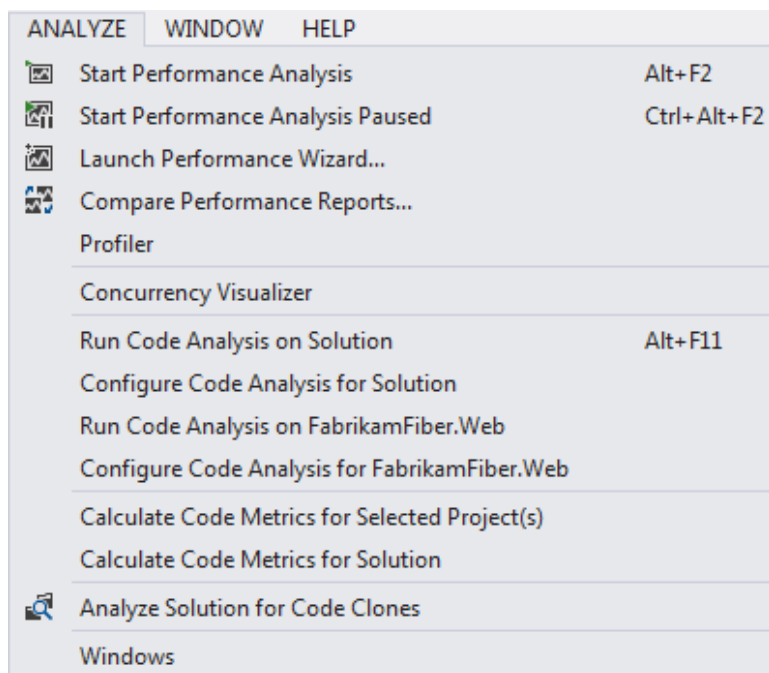 ANALYZE WINDOW HELP
Start Performance Analysis Alt+F2
Start Performance Analysis Paused Ctrl+Alt+F2
Launch Performance Wizard...
Compare Performance Reports...
Profiler
Concurrency Visualizer
Run Code Analysis on Solution Alt+F11
Configure Code Analysis for Solution
Run Code Analysis on FabrikamFiber.Web
Configure Code Analysis for FabrikamFiber.Web
Calculate Code Metrics for Selected Project(s)
Calculate Code Metrics for Solution
Analyze Solution for Code Clones
Windows